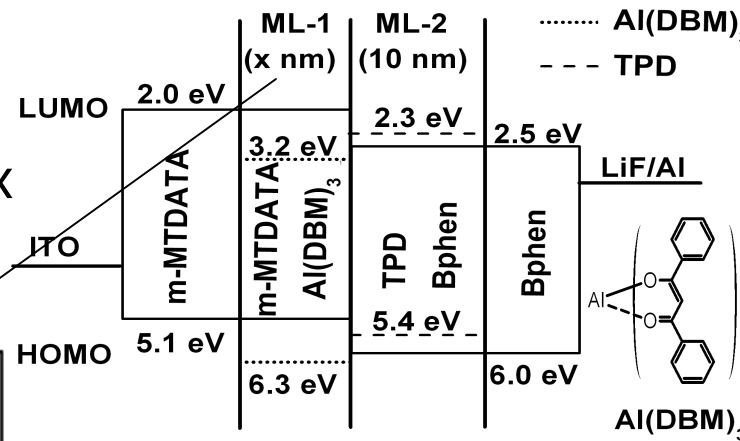 ML-1
(x nm)
ML-2
(10 nm)
Al(DBM)3
TPD
LUMO
2.0 eV
2.3 eV
3.2 eV
2.5 eV
LiF/Al
x
ITO
m-MTDATA
m-MTDATA
Al(DBM)3
TPD
Bphen
Bphen
Al
O
O
HOMO
5.1 eV
5.4 eV
6.3 eV
6.0 eV
Al(DBM)3